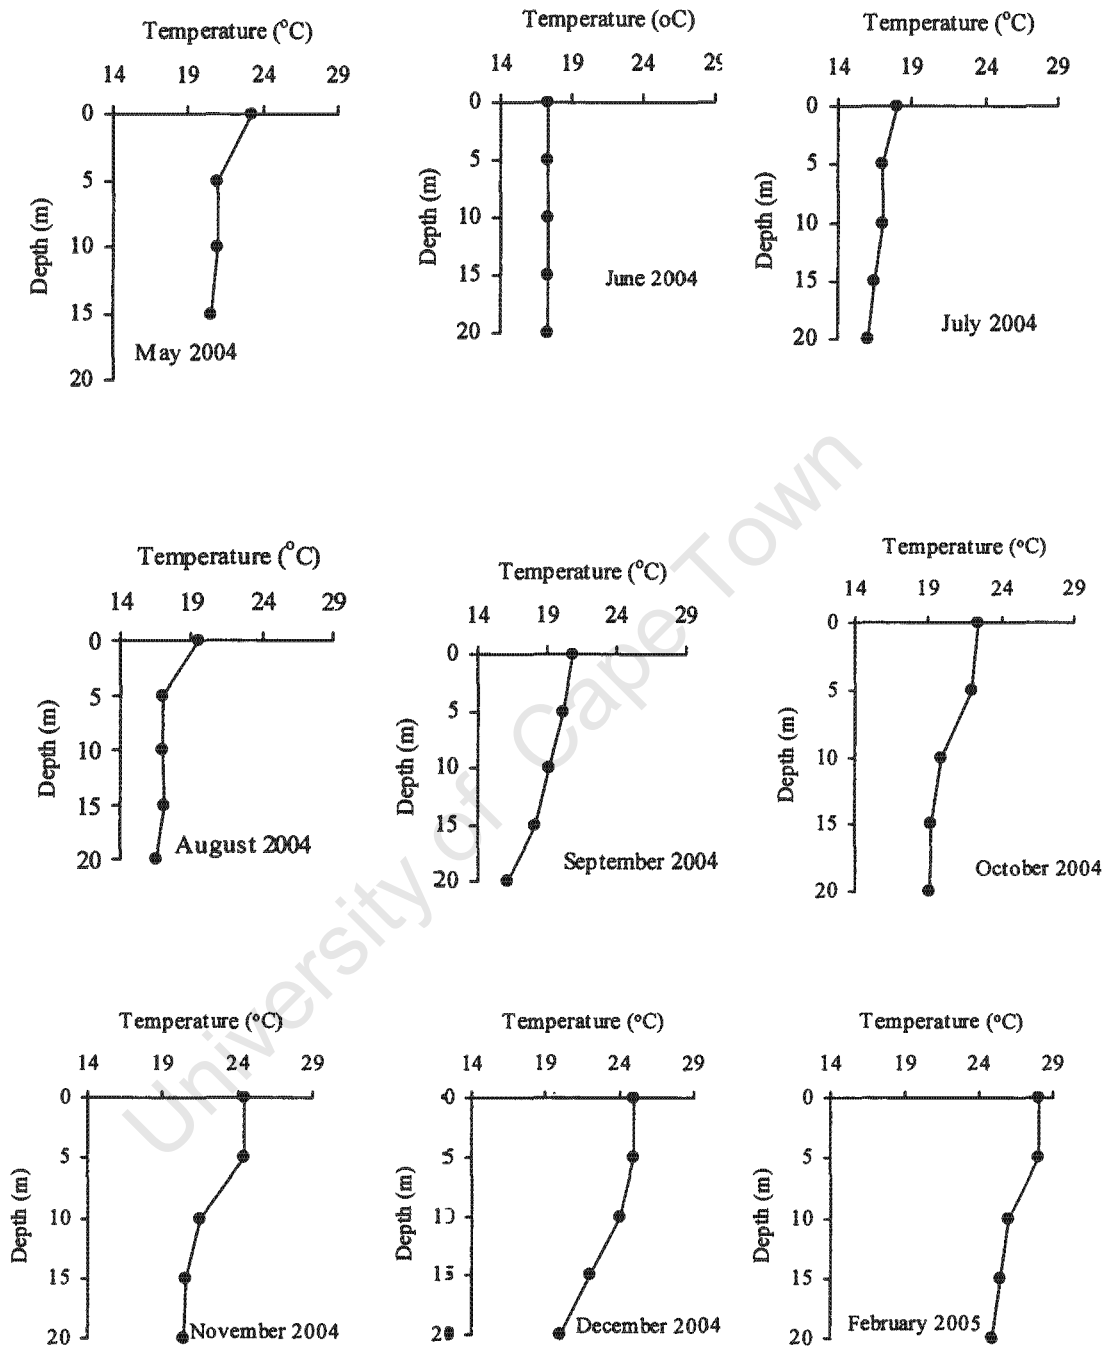 Temperature (°C)
14 19 24 29
0
5
10
15
20
Depth (m)
May 2004
Temperature (oC)
14 19 24 29
0
5
10
15
20
Depth (m)
June 2004
Temperature (°C)
14 19 24 29
0
5
10
15
20
Depth (m)
July 2004
Temperature (°C)
14 19 24 29
0
5
10
15
20
Depth (m)
August 2004
Temperature (°C)
14 19 24 29
0
5
10
15
20
Depth (m)
September 2004
Temperature (°C)
14 19 24 29
0
5
10
15
20
Depth (m)
October 2004
Temperature (°C)
14 19 24 29
0
5
10
15
20
Depth (m)
November 2004
Temperature (°C)
14 19 24 29
0
5
10
15
20
Depth (m)
December 2004
Temperature (°C)
14 19 24 29
0
5
10
15
20
Depth (m)
February 2005
University of Cape Town